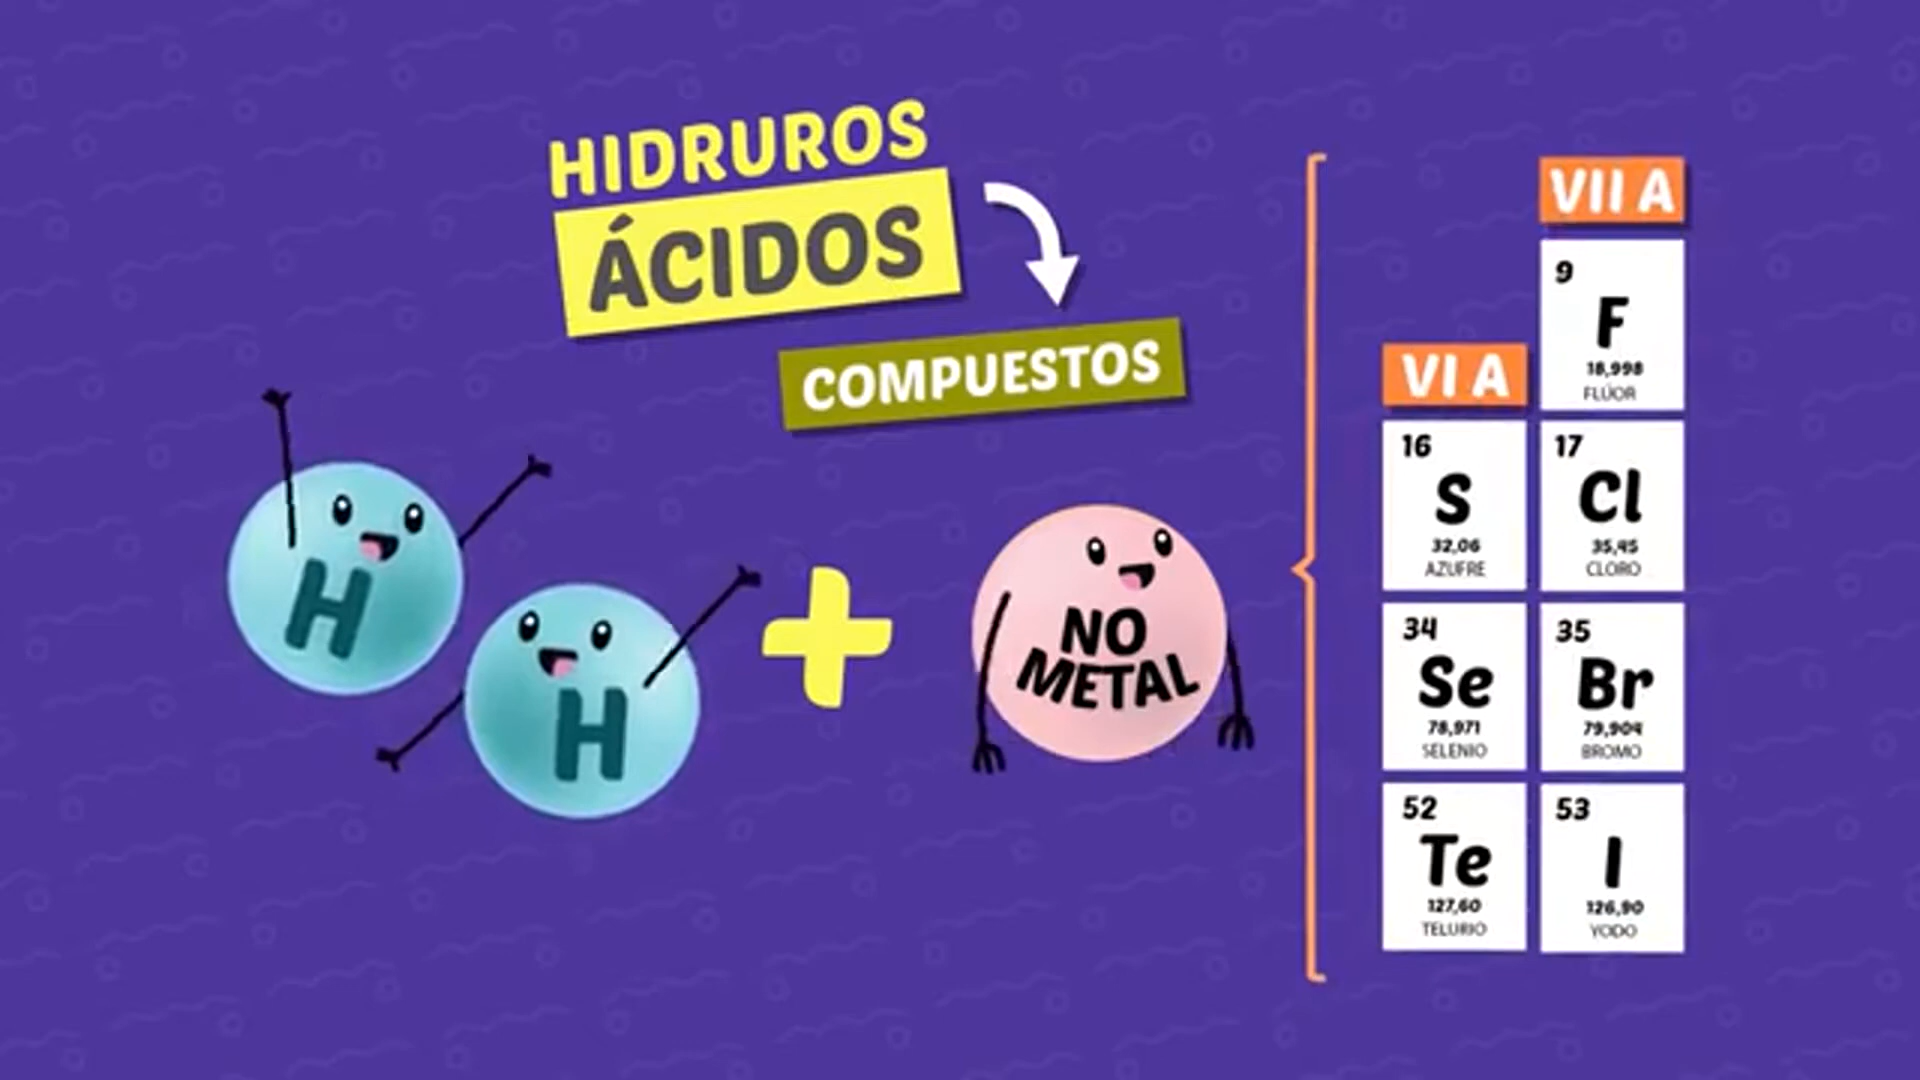 HIDRUROS
ÁCIDOS
COMPUESTOS
H
H
NO
METAL
VII A
9
F
18,998
FLÚOR
VI A
16
S
32,06
AZUFRE
17
Cl
35,45
CLORO
34
Se
78,971
SELENIO
35
Br
79,904
BROMO
52
Te
127,60
TELURIO
53
I
126,90
YODO